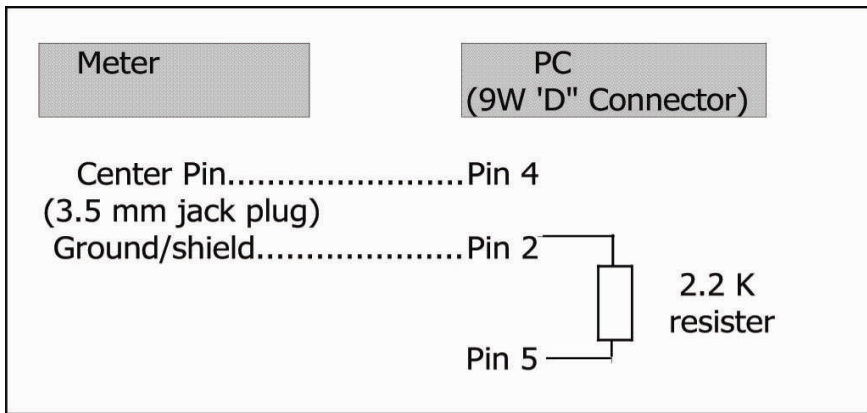 Meter
PC
(9W 'D" Connector)
Center Pin........................Pin 4
(3.5 mm jack plug)
Ground/shield.....................Pin 2
2.2 K
resister
Pin 5